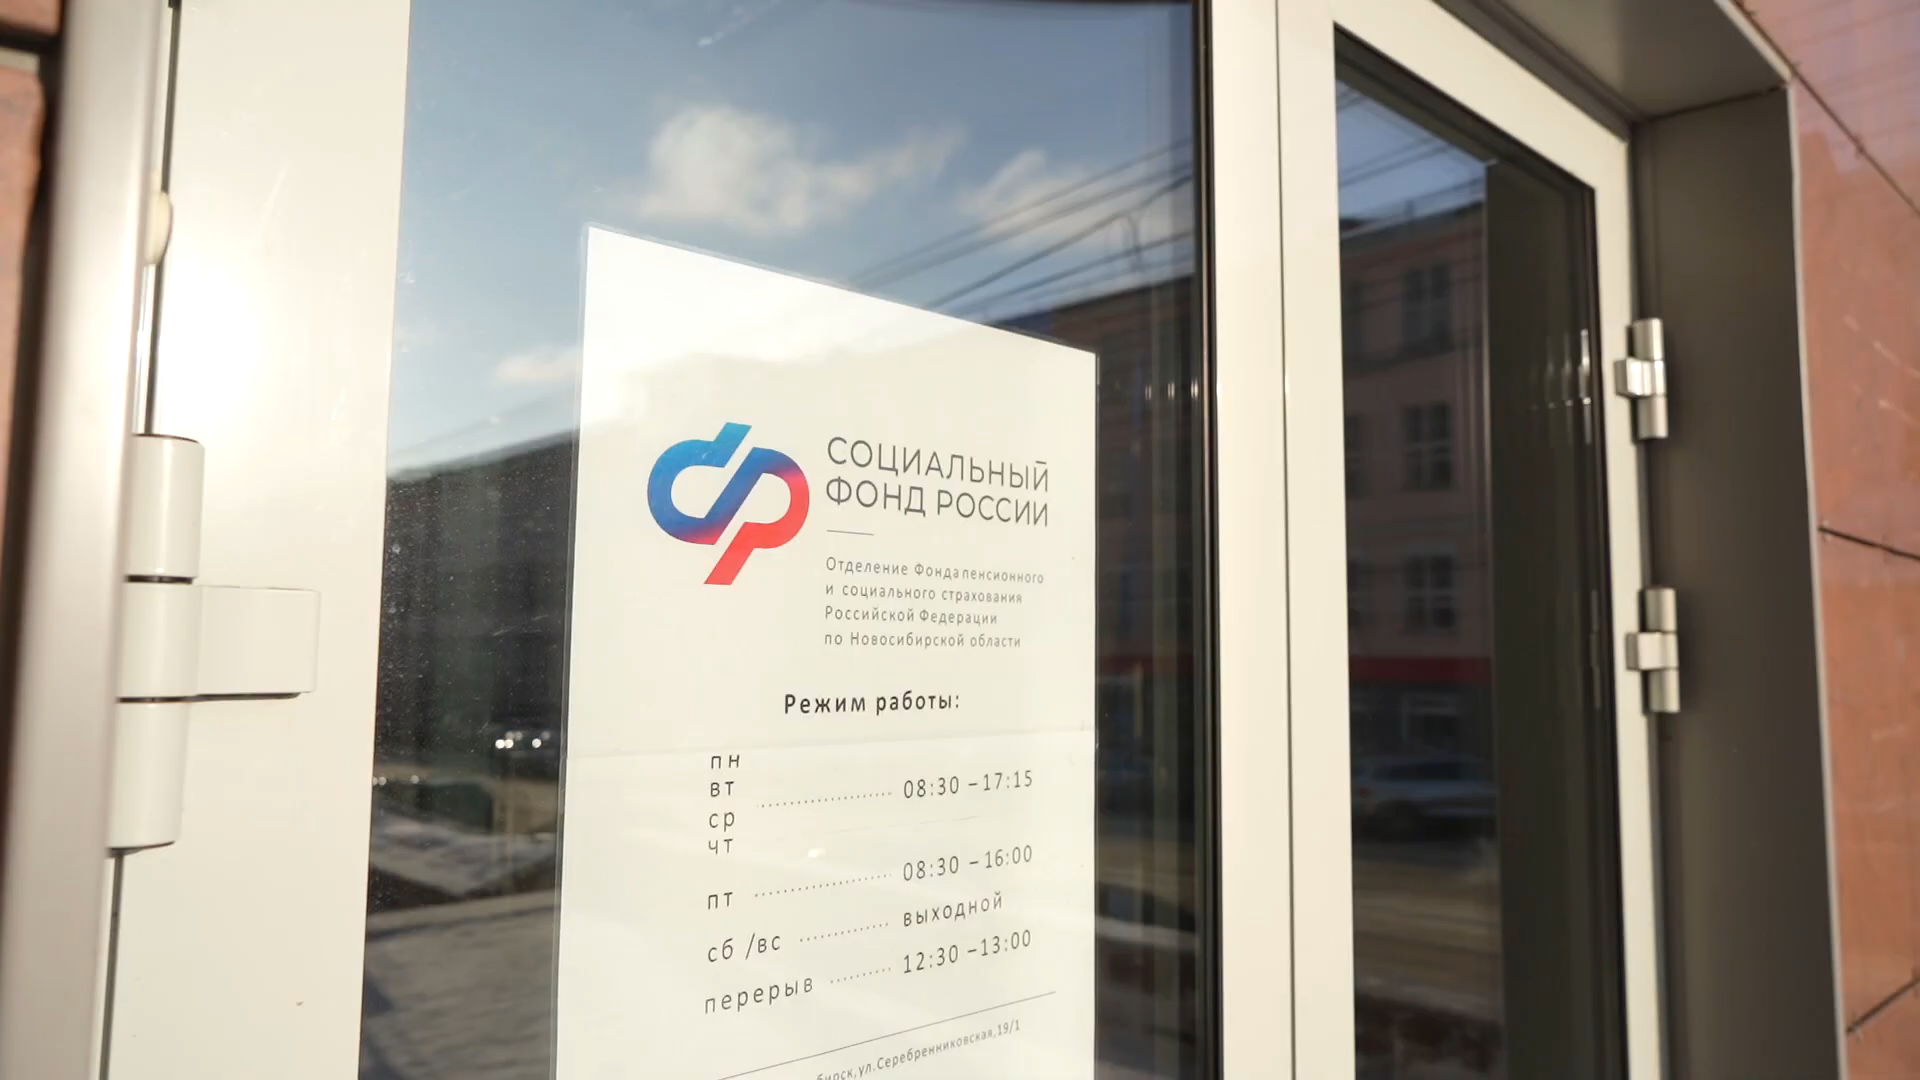 СОЦИАЛЬНЫЙ
ФОНД РОССИИ
Отделение Фонда пенсионного
и социального страхования
Российской Федерации
по Новосибирской области
Режим работы:
пн
вт
ср
чт
08:30 – 17:15
пт 08:30 – 16:00
сб /вс выходной
перерыв 12:30 – 13:00
ул.Серебренниковская,19/1